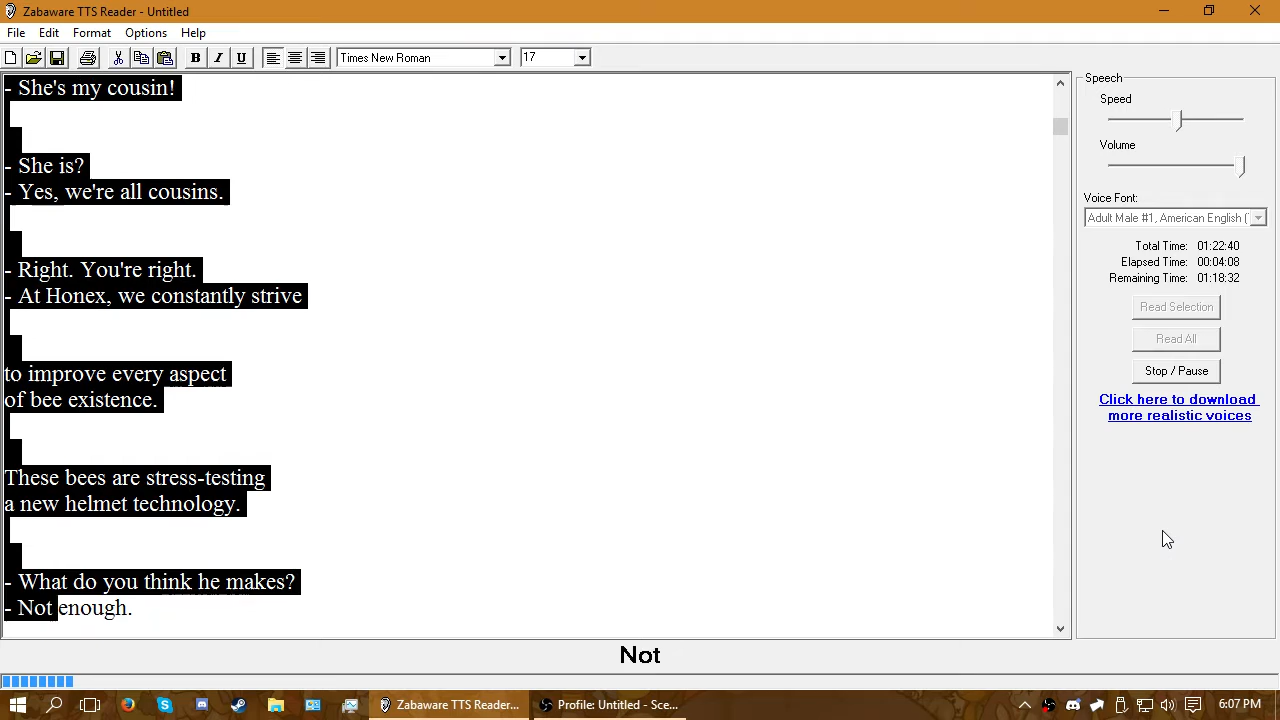 Zabaware TTS Reader - Untitled
File Edit Format Options Help
B I U Times New Roman 17
- She's my cousin!
- She is?
- Yes, we're all cousins.
- Right. You're right.
- At Honex, we constantly strive
to improve every aspect
of bee existence.
These bees are stress-testing
a new helmet technology.
- What do you think he makes?
- Not enough.
Speech
Speed
Volume
Voice Font:
Adult Male #1, American English (
Total Time: 01:22:40
Elapsed Time: 00:04:08
Remaining Time: 01:18:32
Read Selection
Read All
Stop / Pause
Click here to download
more realistic voices
Not
Zabaware TTS Reader...
Profile: Untitled - Sce...
6:07 PM